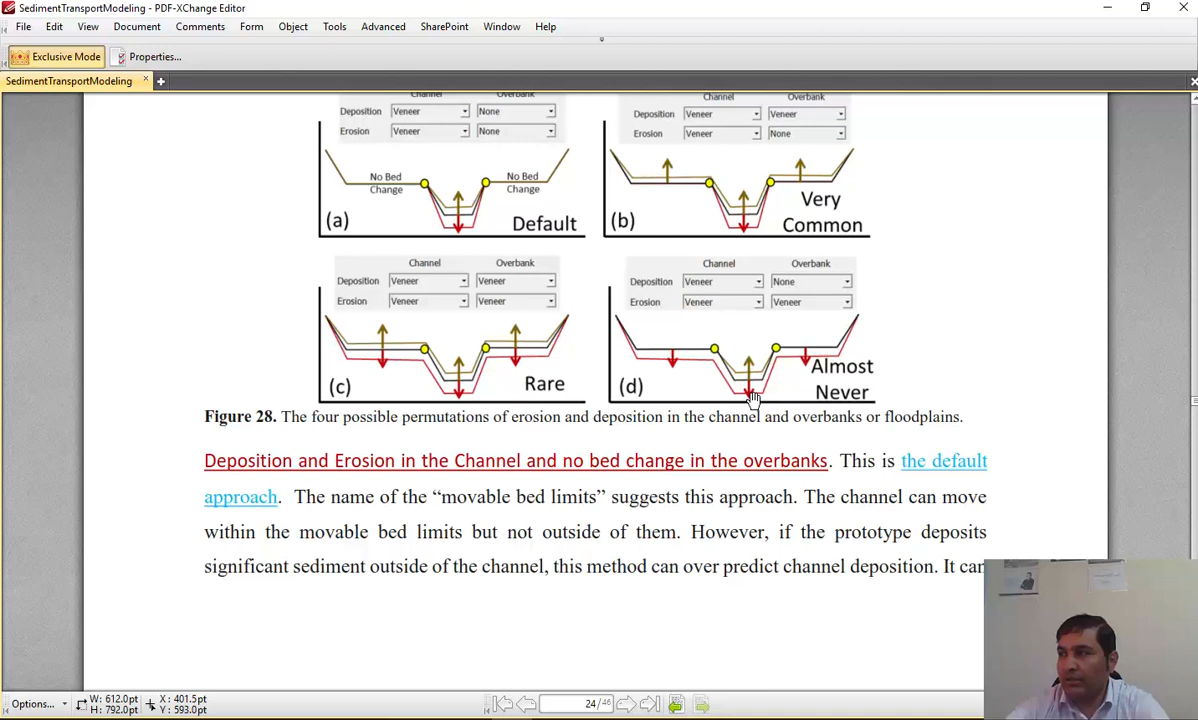 SedimentTransportModeling - PDF-XChange Editor
File Edit View Document Comments Form Object Tools Advanced SharePoint Window Help
Exclusive Mode Properties...
SedimentTransportModeling
Channel Overbank Channel Overbank
Deposition Veneer None Deposition Veneer Veneer
Erosion Veneer None Erosion Veneer None
No Bed Change No Bed Change
(a) Default (b) Very Common
Channel Overbank Channel Overbank
Deposition Veneer Veneer Deposition Veneer None
Erosion Veneer Veneer Erosion Veneer Veneer
(c) Rare (d) Almost Never
Figure 28. The four possible permutations of erosion and deposition in the channel and overbanks or floodplains.
Deposition and Erosion in the Channel and no bed change in the overbanks. This is the default
approach. The name of the “movable bed limits” suggests this approach. The channel can move
within the movable bed limits but not outside of them. However, if the prototype deposits
significant sediment outside of the channel, this method can over predict channel deposition. It can
Options... W: 612.0pt X: 401.5pt 24/46
H: 792.0pt Y: 593.0pt